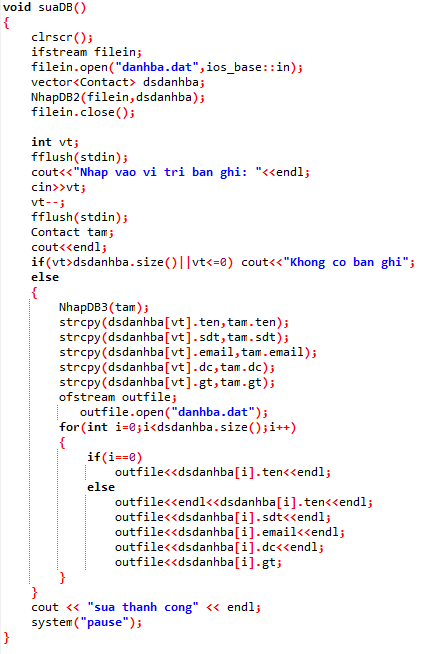 void suaDB()
{
    clrscr();
    ifstream filein;
    filein.open("danhba.dat",ios_base::in);
    vector<Contact> dsdanhba;
    NhapDB2(filein,dsdanhba);
    filein.close();

    int vt;
    fflush(stdin);
    cout<<"Nhap vao vi tri ban ghi: "<<endl;
    cin>>vt;
    vt--;
    fflush(stdin);
    Contact tam;
    cout<<endl;
    if(vt>dsdanhba.size()||vt<=0) cout<<"Khong co ban ghi";
    else
    {
        NhapDB3(tam);
        strcpy(dsdanhba[vt].ten,tam.ten);
        strcpy(dsdanhba[vt].sdt,tam.sdt);
        strcpy(dsdanhba[vt].email,tam.email);
        strcpy(dsdanhba[vt].dc,tam.dc);
        strcpy(dsdanhba[vt].gt,tam.gt);
        ofstream outfile;
           outfile.open("danhba.dat");
        for(int i=0;i<dsdanhba.size();i++)
        {
            if(i==0)
                outfile<<dsdanhba[i].ten<<endl;
            else
                outfile<<endl<<dsdanhba[i].ten<<endl;
                outfile<<dsdanhba[i].sdt<<endl;
                outfile<<dsdanhba[i].email<<endl;
                outfile<<dsdanhba[i].dc<<endl;
                outfile<<dsdanhba[i].gt;
        }
    }
    cout << "sua thanh cong" << endl;
    system("pause");
}